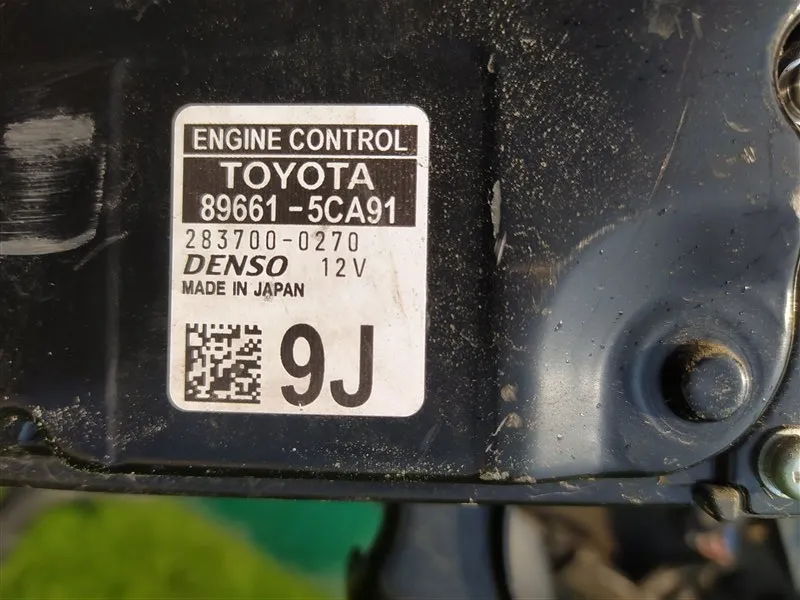 ENGINE CONTROL
TOYOTA
89661-5CA91
283700-0270
DENSO 12V
MADE IN JAPAN
9J